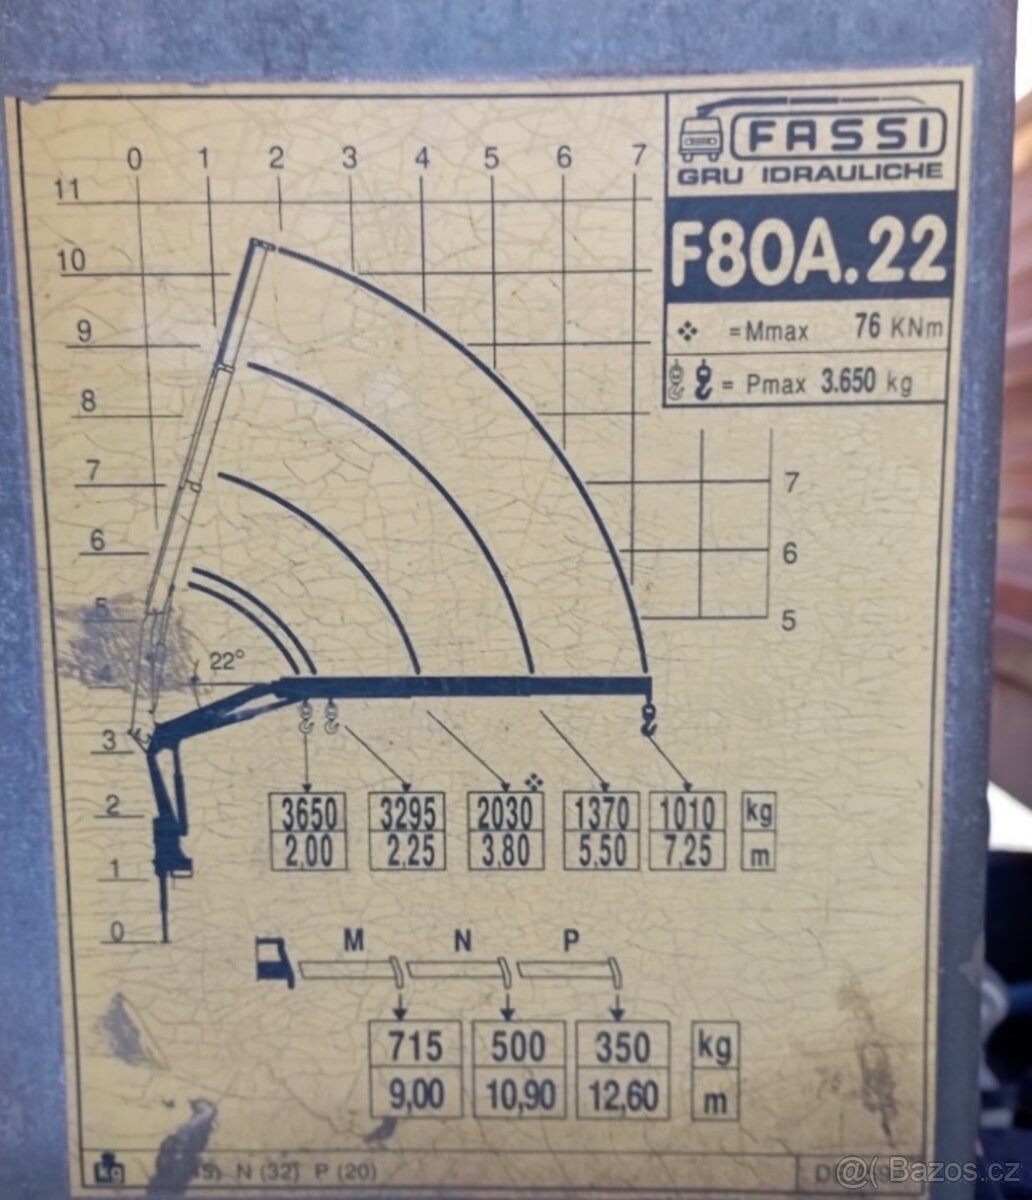 FASSI
GRU IDRAULICHE
F80A.22
=Mmax 76 KNm
= Pmax 3.650 kg
0 1 2 3 4 5 6 7
11
10
9
8
7 7
6 6
5 5
22°
4
3
2
1
0
3650 3295 2030 1370 1010 kg
2,00 2,25 3,80 5,50 7,25 m
M N P
715 500 350 kg
9,00 10,90 12,60 m
kg N (32) P (20)
@( Bazos.cz